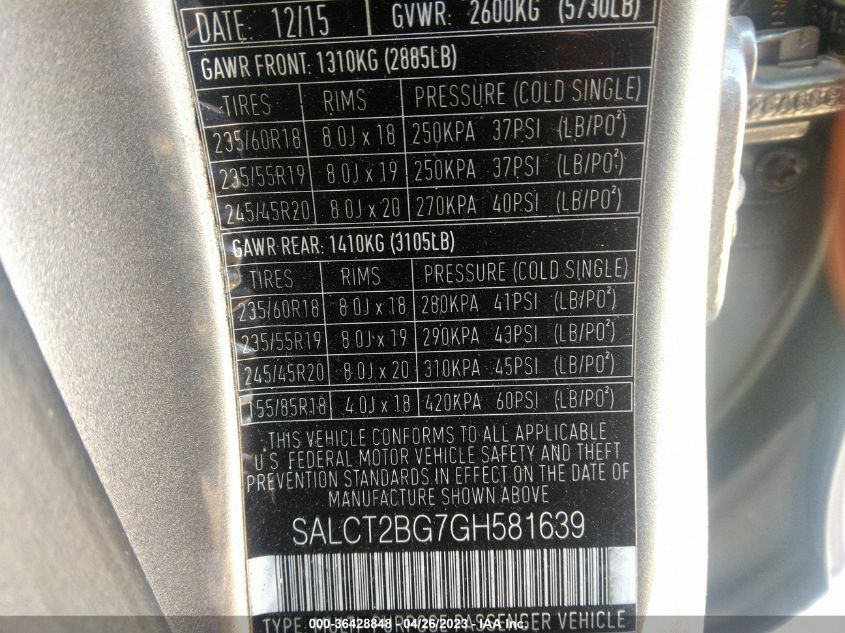 DATE: 12/15 GVWR: 2600KG (5730LB)
GAWR FRONT: 1310KG (2885LB)
TIRES RIMS PRESSURE (COLD SINGLE)
235/60R18 8.0J x 18 250KPA 37PSI (LB/PO²)
235/55R19 8.0J x 19 250KPA 37PSI (LB/PO²)
245/45R20 8.0J x 20 270KPA 40PSI (LB/PO²)
GAWR REAR: 1410KG (3105LB)
TIRES RIMS PRESSURE (COLD SINGLE)
235/60R18 8.0J x 18 280KPA 41PSI (LB/PO²)
235/55R19 8.0J x 19 290KPA 43PSI (LB/PO²)
245/45R20 8.0J x 20 310KPA 45PSI (LB/PO²)
155/85R18 4.0J x 18 420KPA 60PSI (LB/PO²)
THIS VEHICLE CONFORMS TO ALL APPLICABLE
U.S. FEDERAL MOTOR VEHICLE SAFETY AND THEFT
PREVENTION STANDARDS IN EFFECT ON THE DATE OF
MANUFACTURE SHOWN ABOVE
SALCT2BG7GH581639
TYPE: MULTI-PURPOSE PASSENGER VEHICLE
000-36428848 - 04/26/2023 - IAA Inc.